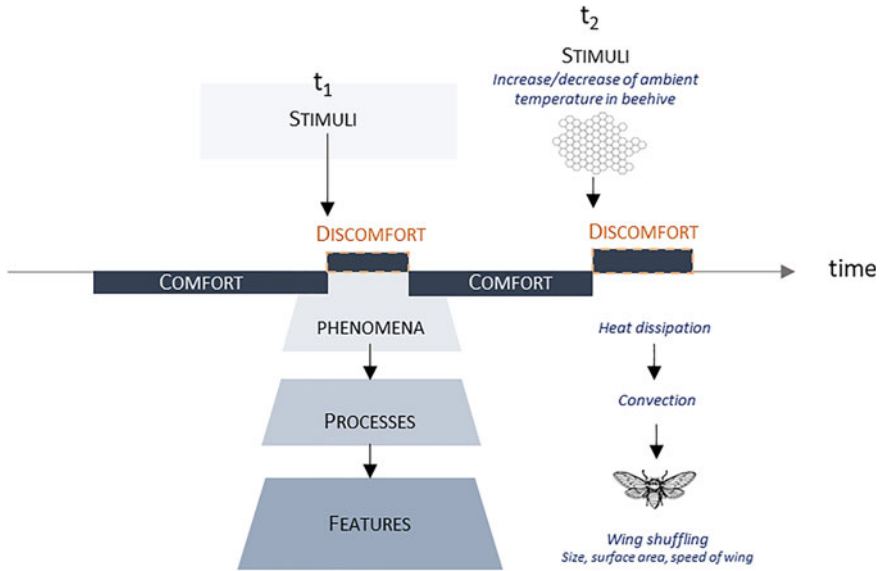 t2
STIMULI
Increase/decrease of ambient
temperature in beehive
t1
STIMULI
DISCOMFORT
DISCOMFORT
COMFORT
COMFORT
time
PHENOMENA
Heat dissipation
PROCESSES
Convection
FEATURES
Wing shuffling
Size, surface area, speed of wing